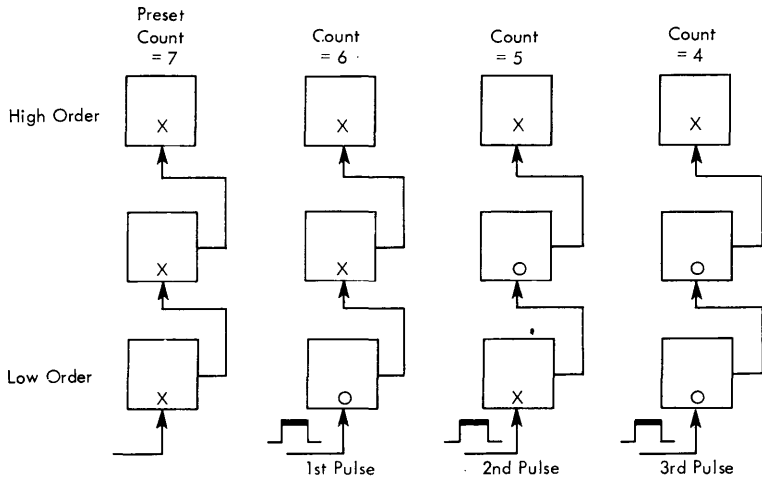 Preset
Count
= 7
Count
= 6
Count
= 5
Count
= 4
High Order
X
X
X
X
X
X
O
O
Low Order
X
O
X
O
1st Pulse
2nd Pulse
3rd Pulse